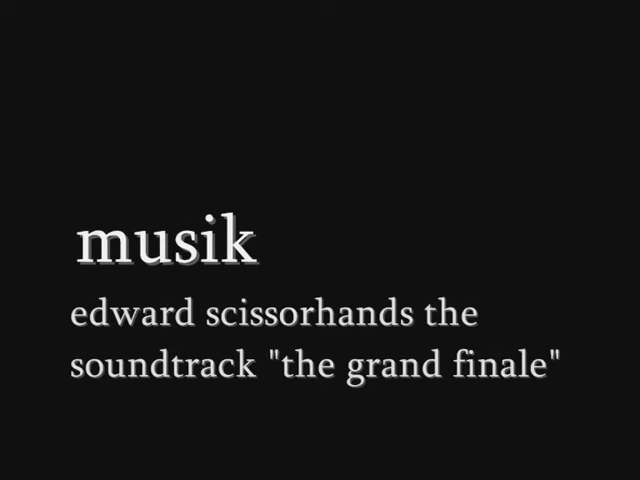 musik
edward scissorhands the
soundtrack "the grand finale"